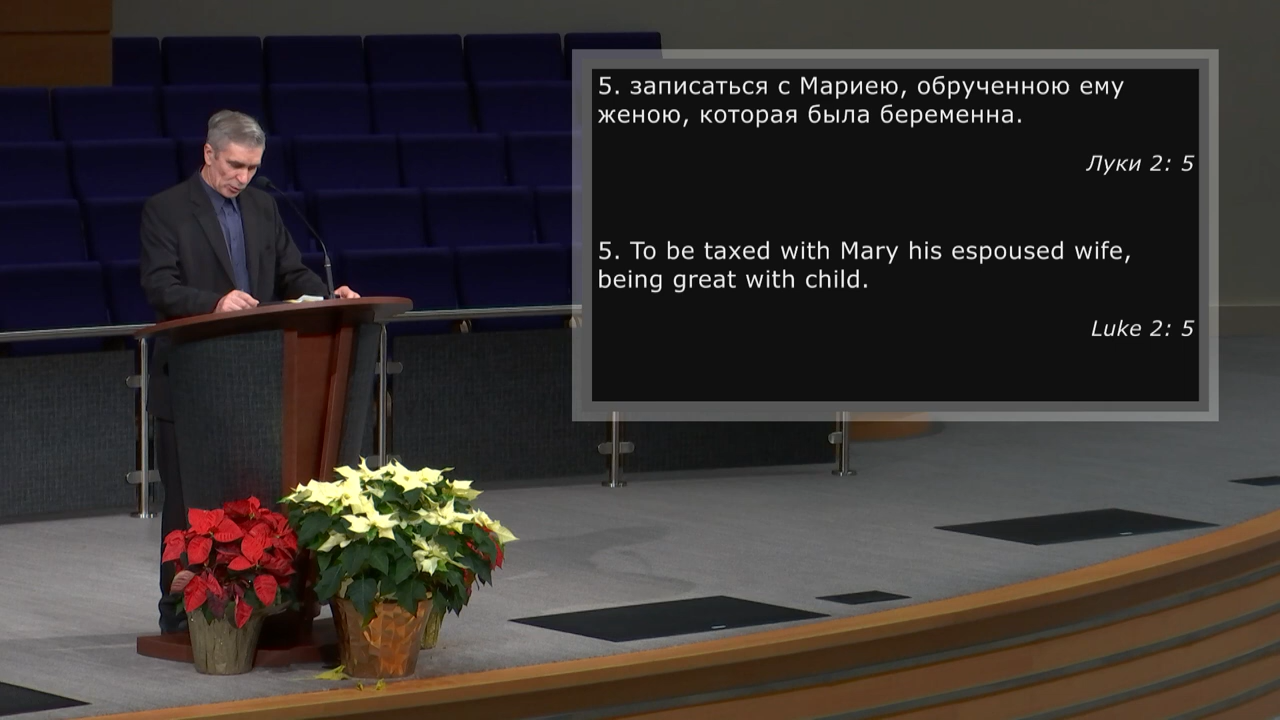 5. записаться с Мариею, обрученною ему
женою, которая была беременна.
Луки 2: 5
5. To be taxed with Mary his espoused wife,
being great with child.
Luke 2: 5